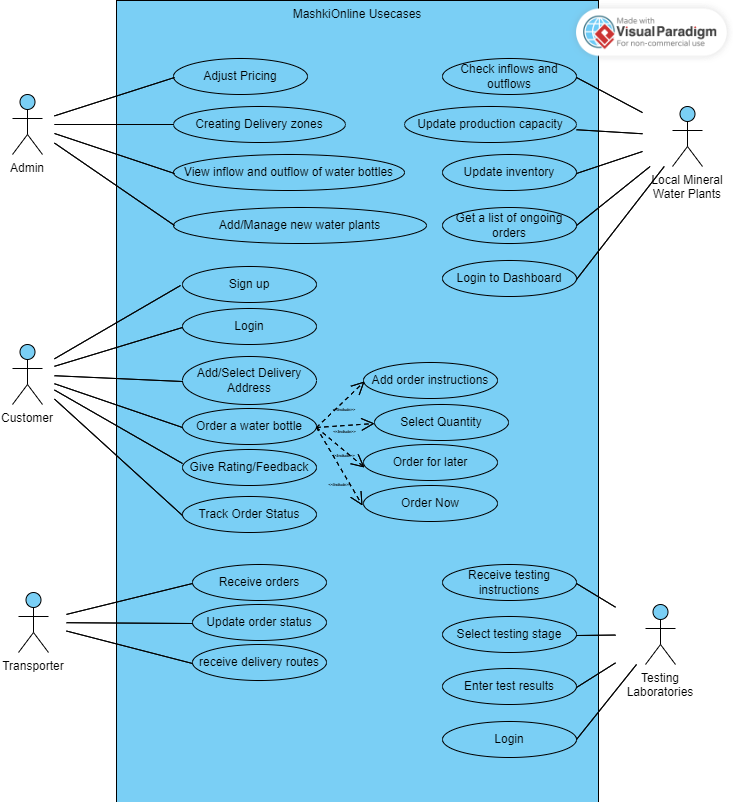 MashkiOnline Usecases
Made with
VisualParadigm
For non-commercial use
Adjust Pricing
Creating Delivery zones
View inflow and outflow of water bottles
Add/Manage new water plants
Admin
Check inflows and
outflows
Update production capacity
Update inventory
Get a list of ongoing
orders
Login to Dashboard
Local Mineral
Water Plants
Sign up
Login
Add/Select Delivery
Address
Order a water bottle
Give Rating/Feedback
Track Order Status
Customer
Add order instructions
Select Quantity
Order for later
Order Now
Receive orders
Update order status
receive delivery routes
Transporter
Receive testing
instructions
Select testing stage
Enter test results
Login
Testing
Laboratories